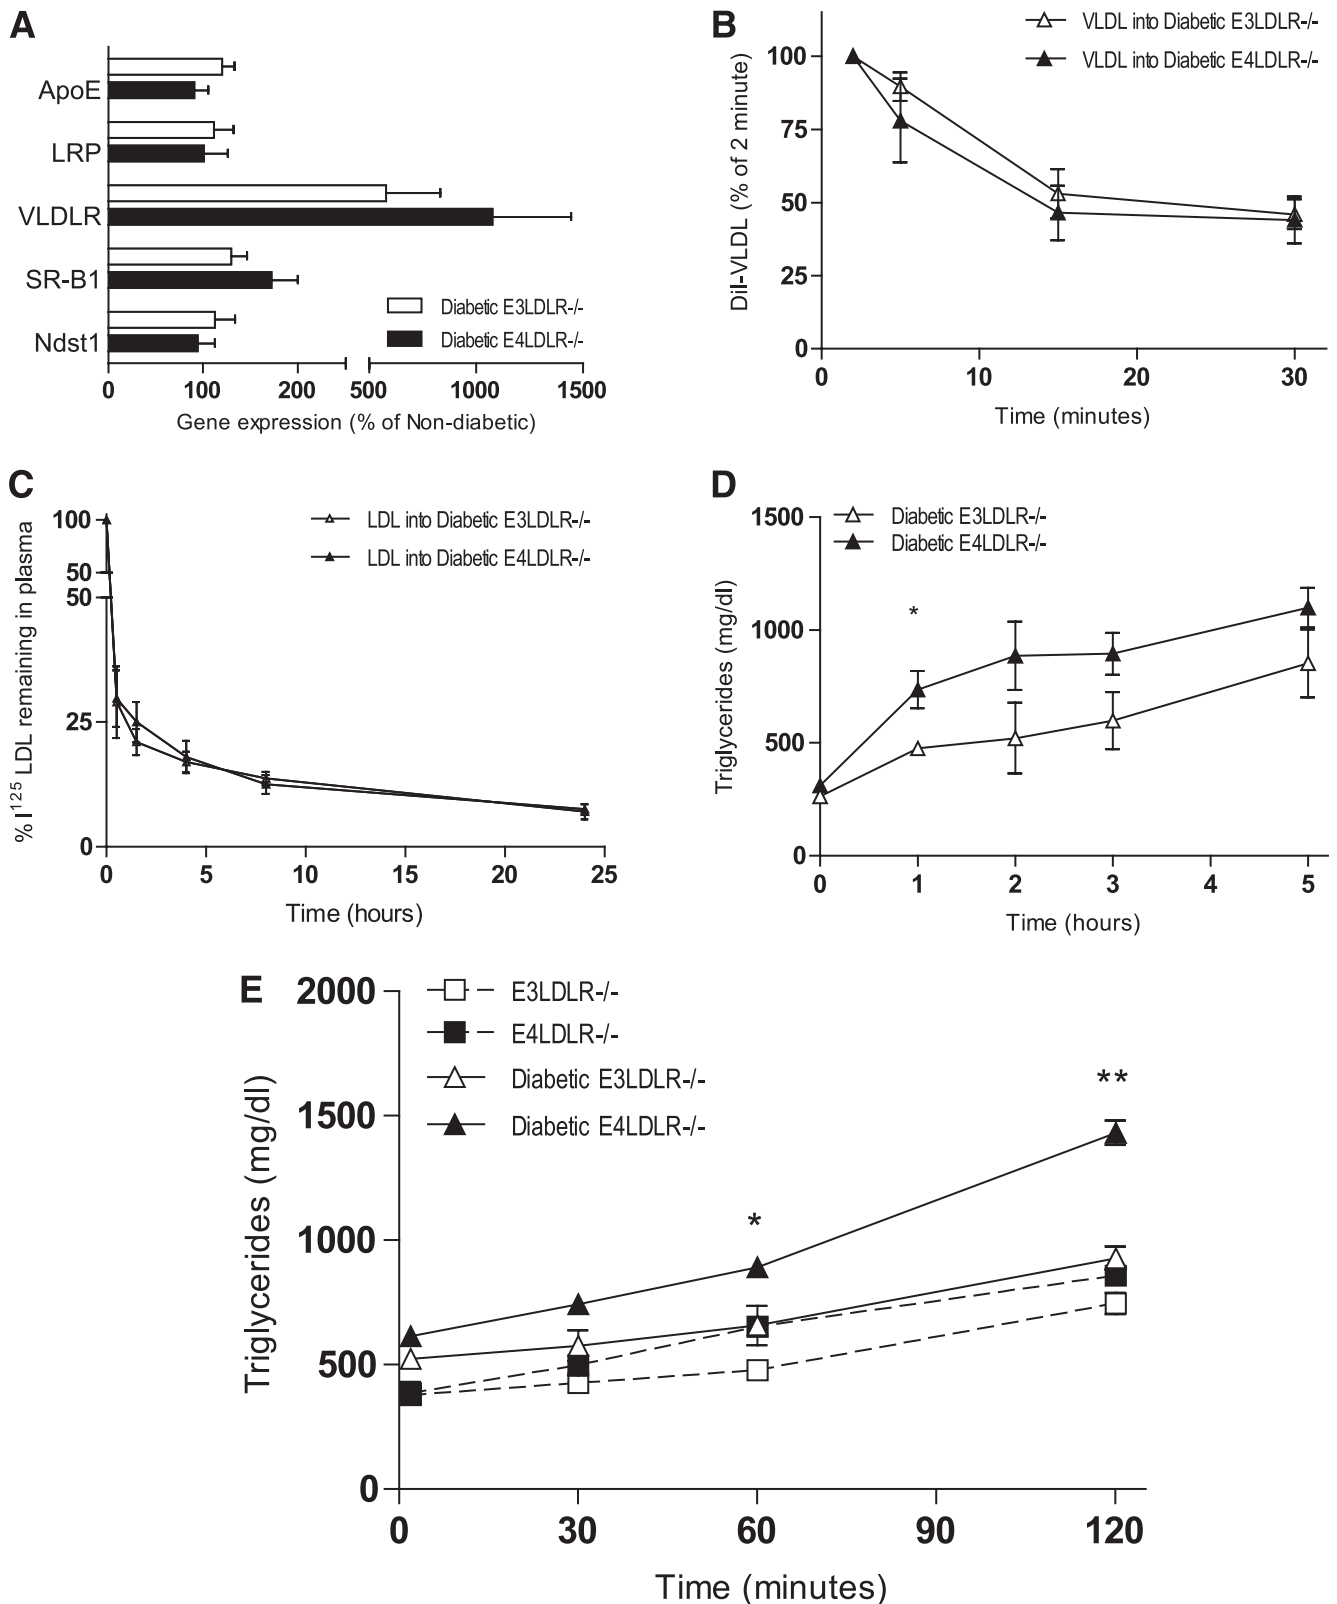 A
ApoE
LRP
VLDLR
SR-B1
Ndst1
Diabetic E3LDLR-/-
Diabetic E4LDLR-/-
0 100 200 500 1000 1500
Gene expression (% of Non-diabetic)
B
VLDL into Diabetic E3LDLR-/-
VLDL into Diabetic E4LDLR-/-
DiI-VLDL (% of 2 minute)
100
75
50
25
0
0 10 20 30
Time (minutes)
C
LDL into Diabetic E3LDLR-/-
LDL into Diabetic E4LDLR-/-
% I¹²⁵ LDL remaining in plasma
100
50
50
25
0
0 5 10 15 20 25
Time (hours)
D
Diabetic E3LDLR-/-
Diabetic E4LDLR-/-
Triglycerides (mg/dl)
1500
1000
500
0
*
0 1 2 3 4 5
Time (hours)
E
E3LDLR-/-
E4LDLR-/-
Diabetic E3LDLR-/-
Diabetic E4LDLR-/-
Triglycerides (mg/dl)
2000
1500
1000
500
0
*
**
0 30 60 90 120
Time (minutes)